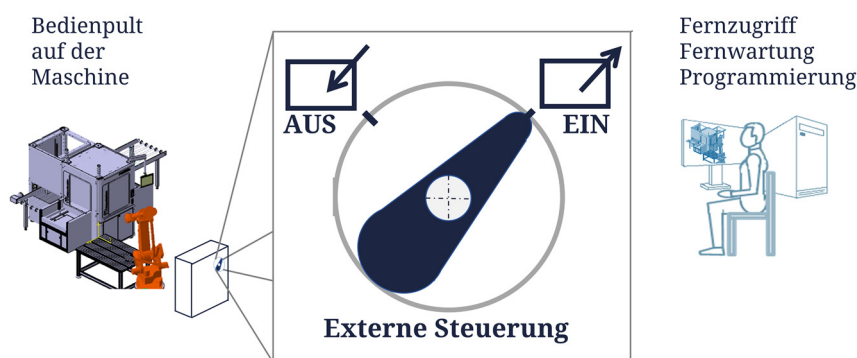 Bedienpult
auf der
Maschine
AUS
EIN
Externe Steuerung
Fernzugriff
Fernwartung
Programmierung